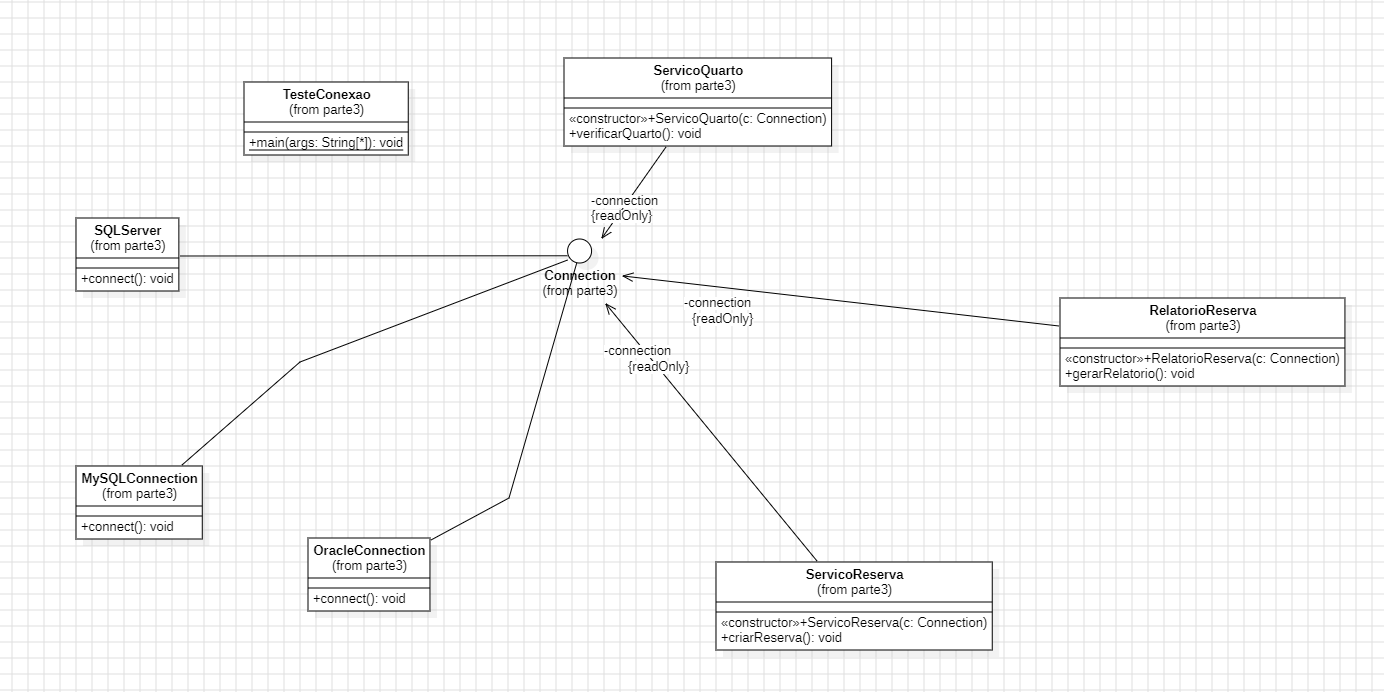 TesteConexao
(from parte3)
+main(args: String[*]): void
ServicoQuarto
(from parte3)
«constructor»+ServicoQuarto(c: Connection)
+verificarQuarto(): void
-connection
{readOnly}
SQLServer
(from parte3)
+connect(): void
Connection
(from parte3)
-connection
{readOnly}
RelatorioReserva
(from parte3)
«constructor»+RelatorioReserva(c: Connection)
+gerarRelatorio(): void
-connection
{readOnly}
MySQLConnection
(from parte3)
+connect(): void
OracleConnection
(from parte3)
+connect(): void
ServicoReserva
(from parte3)
«constructor»+ServicoReserva(c: Connection)
+criarReserva(): void